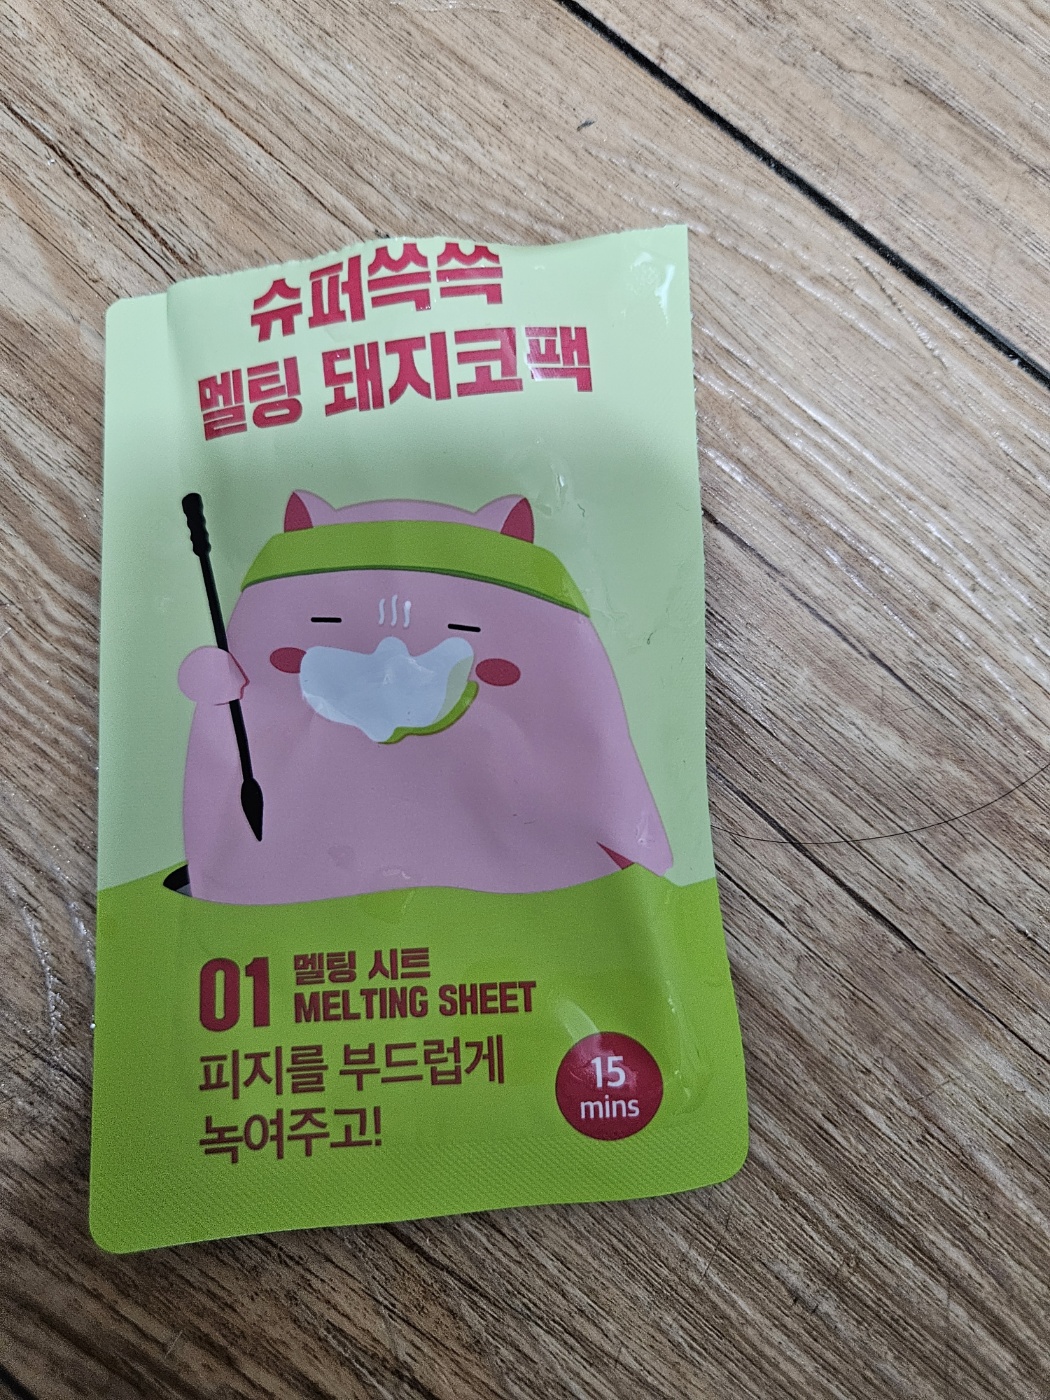 슈퍼쓱쓱
멜팅 돼지코팩
01
멜팅 시트
MELTING SHEET
피지를 부드럽게
녹여주고!
15
mins